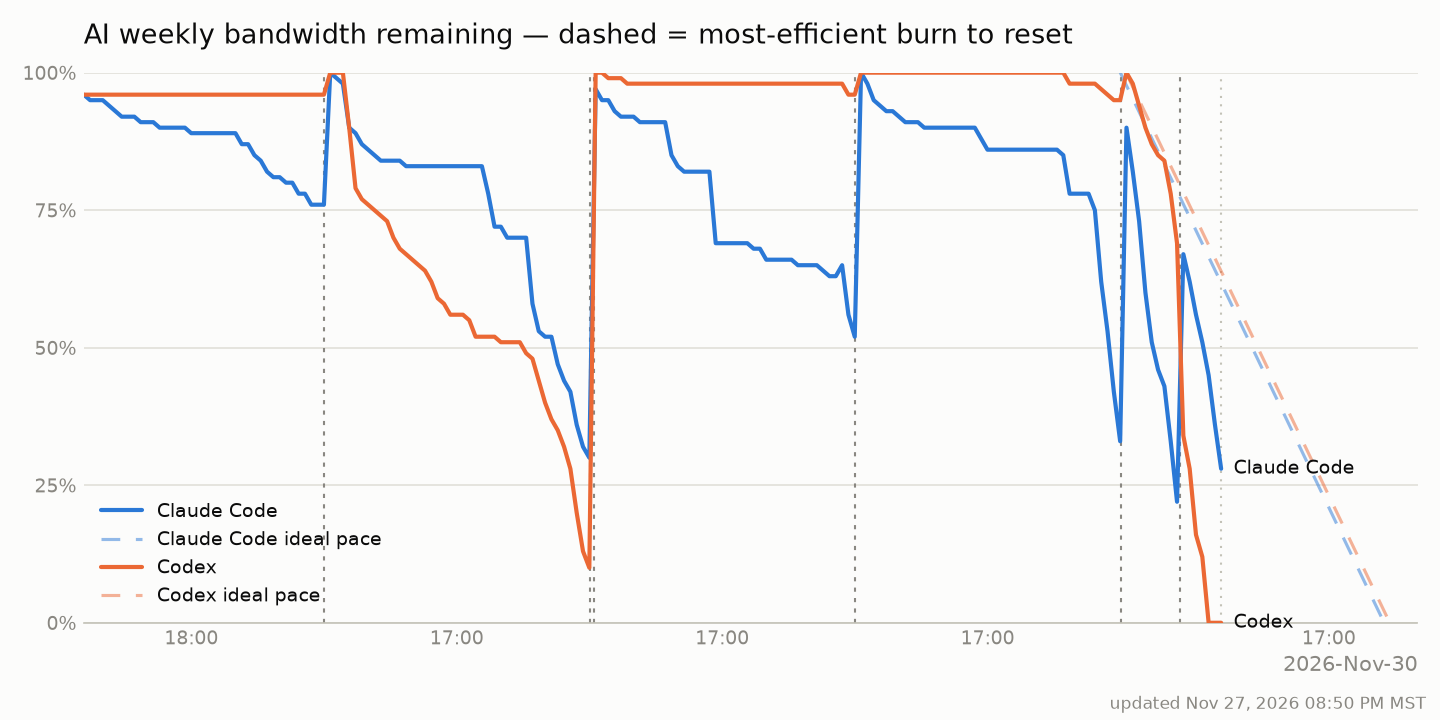 AI weekly bandwidth remaining — dashed = most-efficient burn to reset
100%
75%
50%
25%
0%
Claude Code
Claude Code ideal pace
Codex
Codex ideal pace
Claude Code
Codex
18:00
17:00
17:00
17:00
17:00
2026-Nov-30
updated Nov 27, 2026 08:50 PM MST